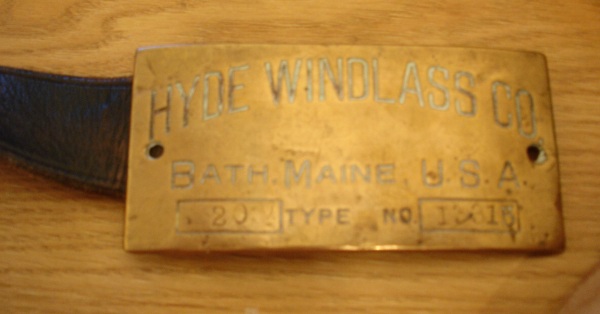 HYDE WINDLASS CO.
BATH. MAINE U.S.A.
TYPE NO.